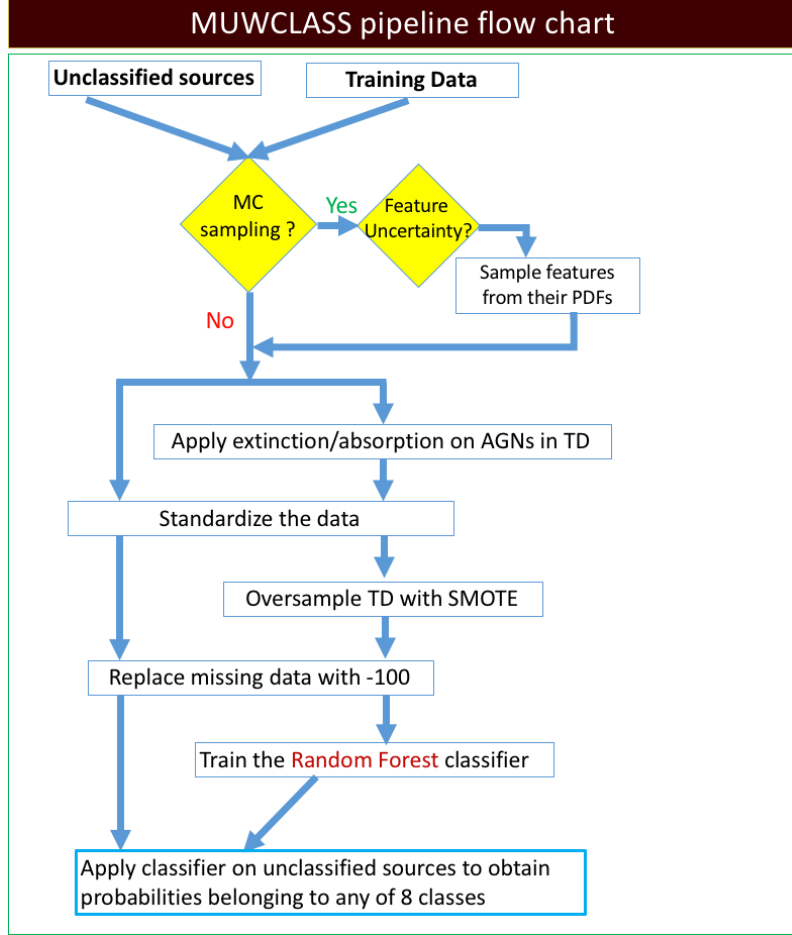 MUWCLASS pipeline flow chart
Unclassified sources
Training Data
MC
sampling ?
Yes
Feature
Uncertainty?
Sample features
from their PDFs
No
Apply extinction/absorption on AGNs in TD
Standardize the data
Oversample TD with SMOTE
Replace missing data with -100
Train the Random Forest classifier
Apply classifier on unclassified sources to obtain
probabilities belonging to any of 8 classes